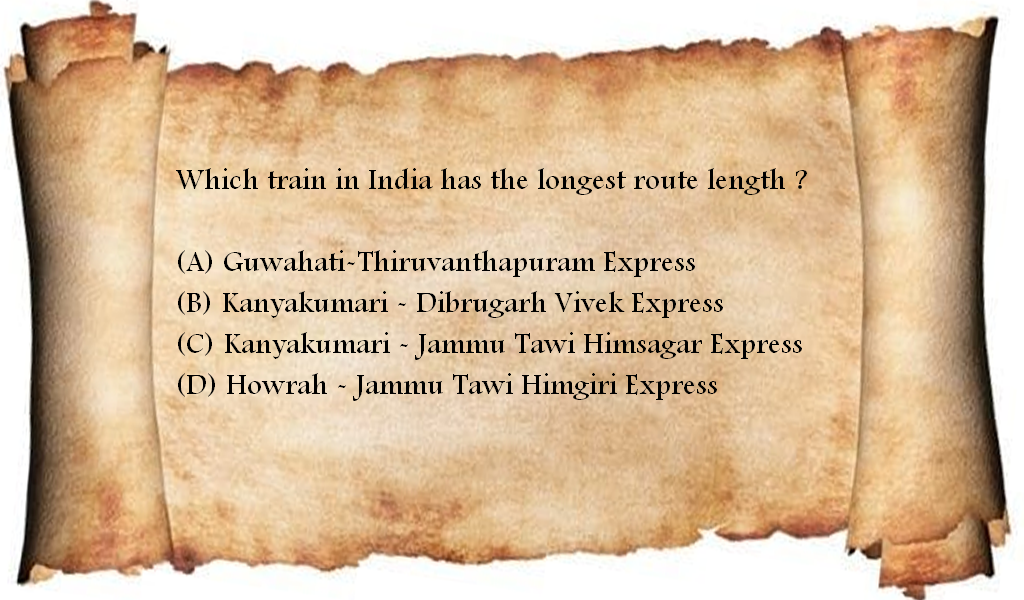 Which train in India has the longest route length ?
(A) Guwahati-Thiruvanthapuram Express
(B) Kanyakumari - Dibrugarh Vivek Express
(C) Kanyakumari - Jammu Tawi Himsagar Express
(D) Howrah - Jammu Tawi Himgiri Express